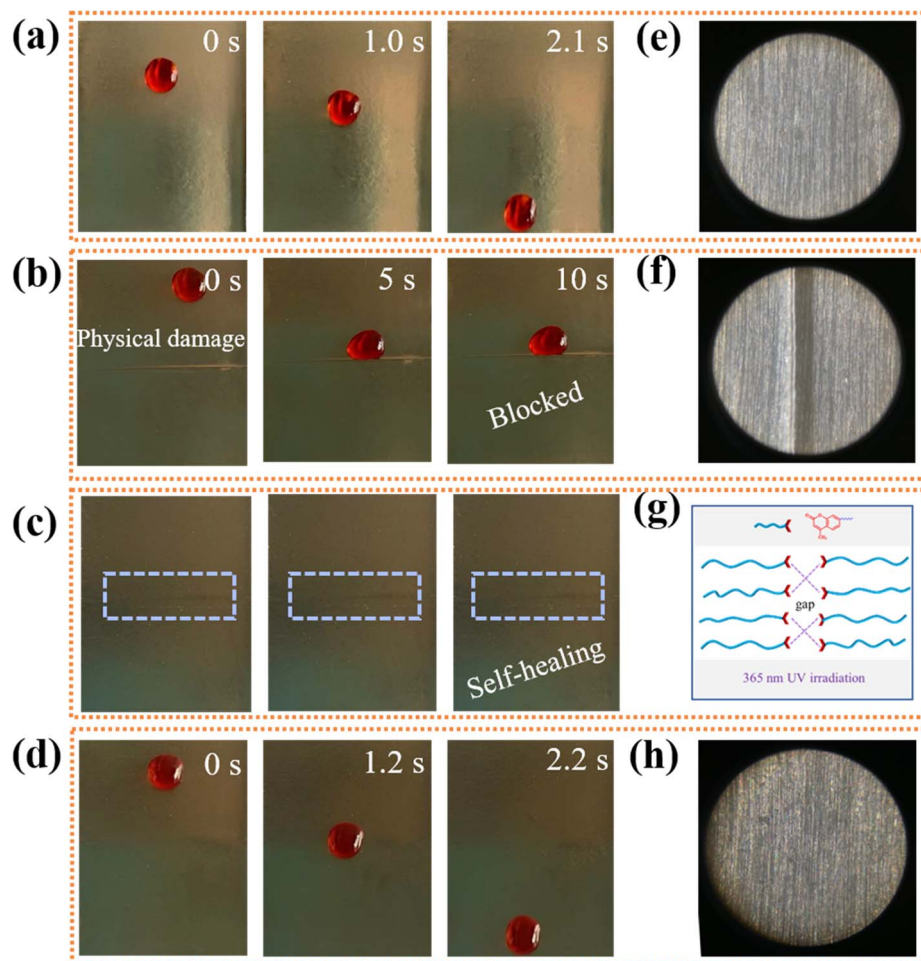 (a)
0 s
1.0 s
2.1 s
(e)
(b)
0 s
5 s
10 s
Physical damage
Blocked
(f)
(c)
Self-healing
(g)
O
O
CH₃
gap
365 nm UV irradiation
(d)
0 s
1.2 s
2.2 s
(h)